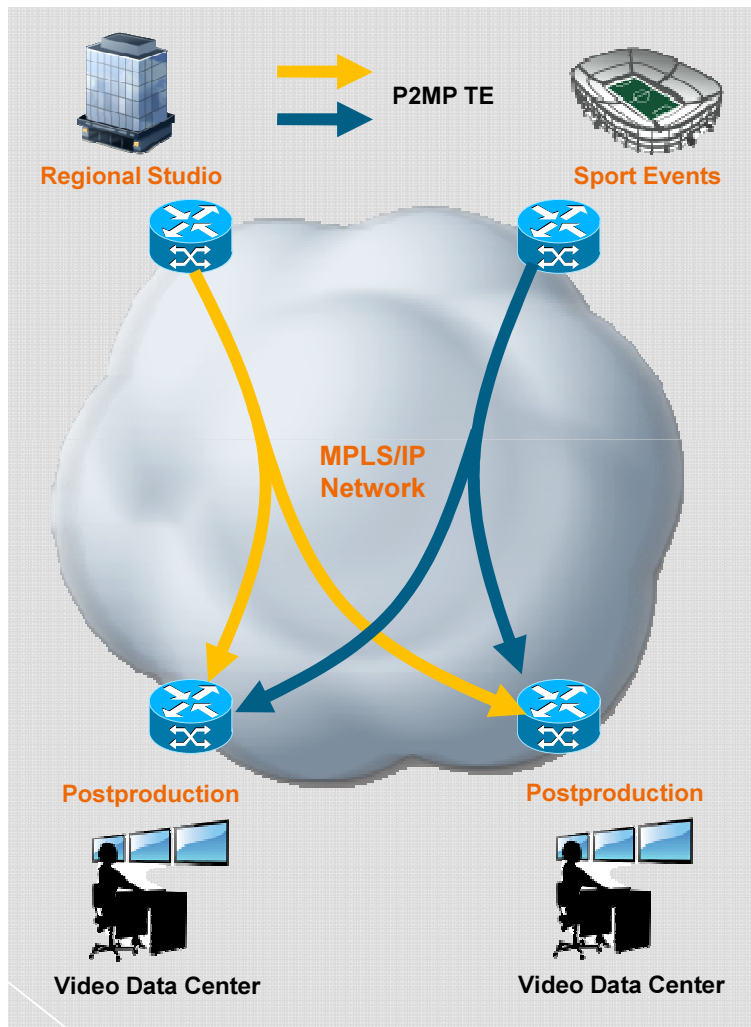 P2MP TE
Regional Studio
Sport Events
MPLS/IP
Network
Postproduction
Postproduction
Video Data Center
Video Data Center